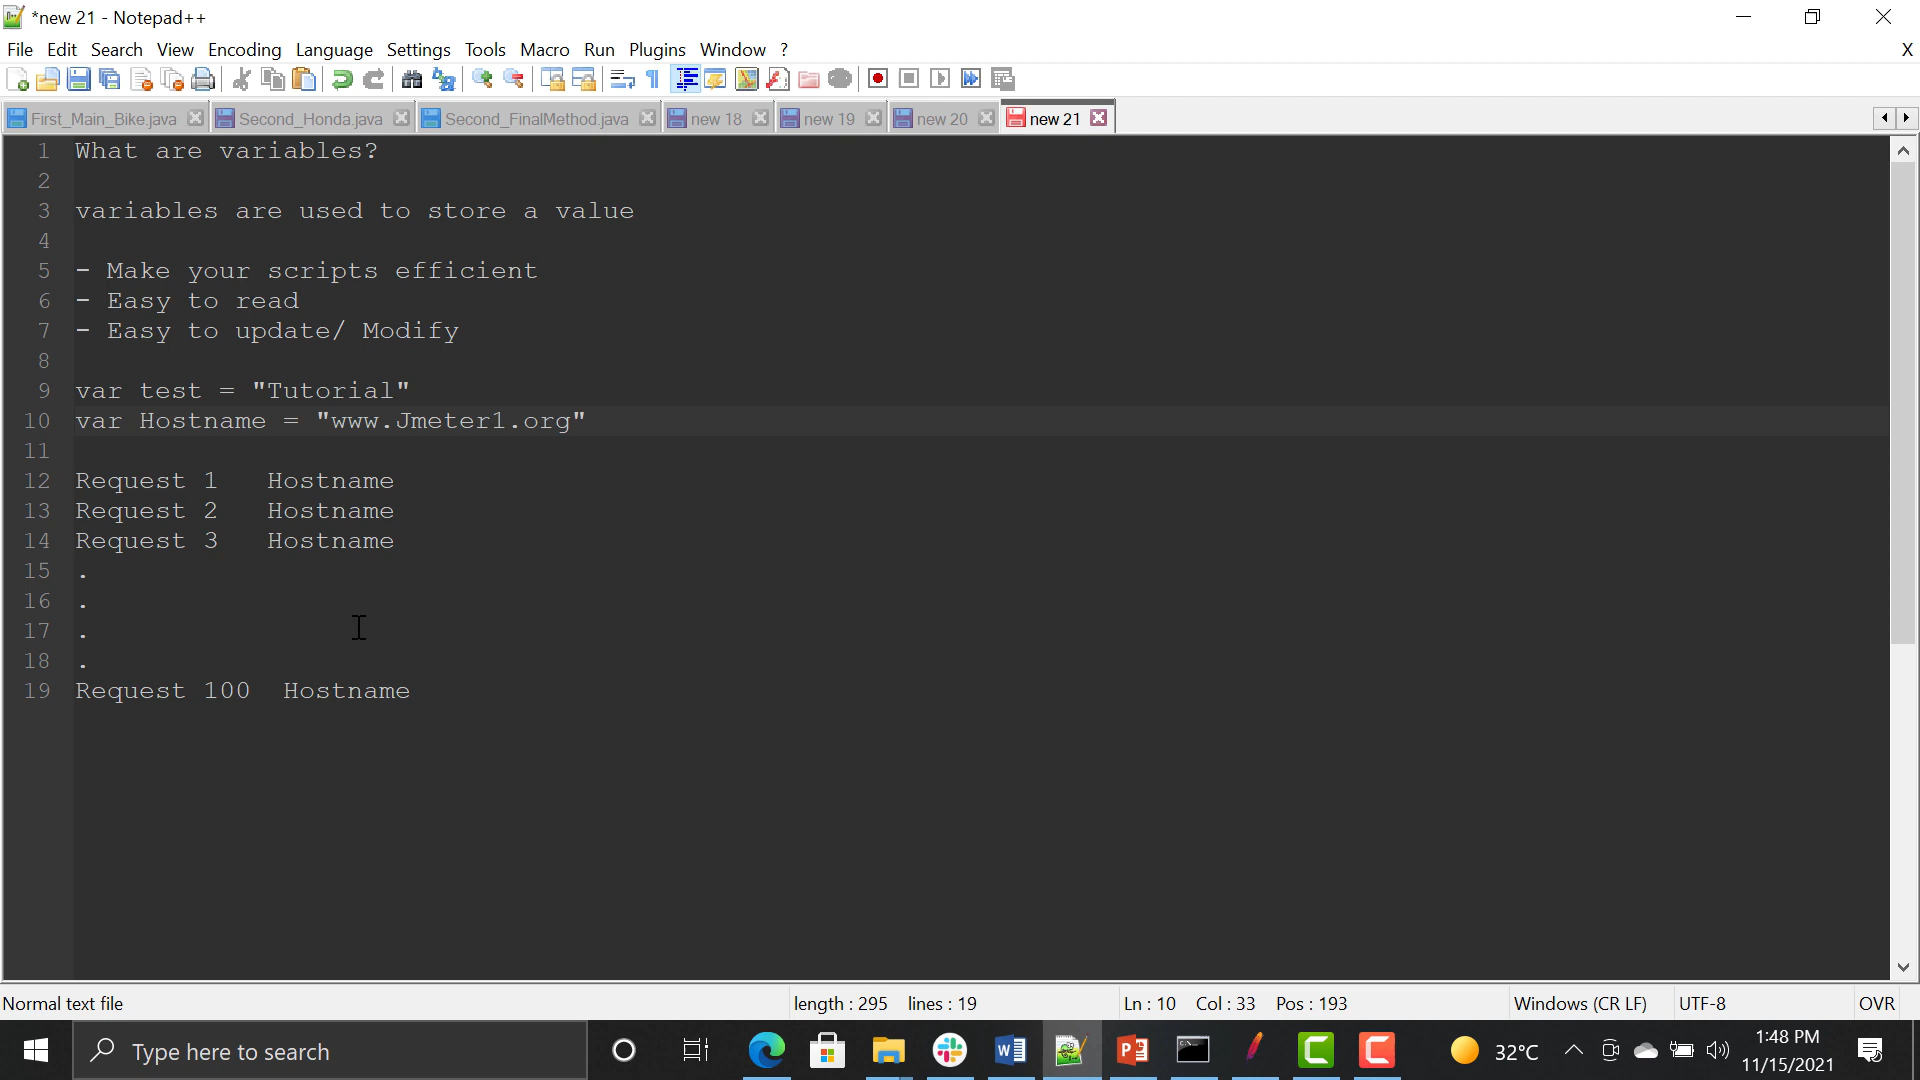 *new 21 - Notepad++
File Edit Search View Encoding Language Settings Tools Macro Run Plugins Window ? X
First_Main_Bike.java Second_Honda.java Second_FinalMethod.java new 18 new 19 new 20 new 21
1 What are variables?
2
3 variables are used to store a value
4
5 - Make your scripts efficient
6 - Easy to read
7 - Easy to update/ Modify
8
9 var test = "Tutorial"
10 var Hostname = "www.Jmeter1.org"
11
12 Request 1 Hostname
13 Request 2 Hostname
14 Request 3 Hostname
15 .
16 .
17 .
18 .
19 Request 100 Hostname
Normal text file length : 295 lines : 19 Ln : 10 Col : 33 Pos : 193 Windows (CR LF) UTF-8 OVR
Type here to search 32°C 1:48 PM
11/15/2021